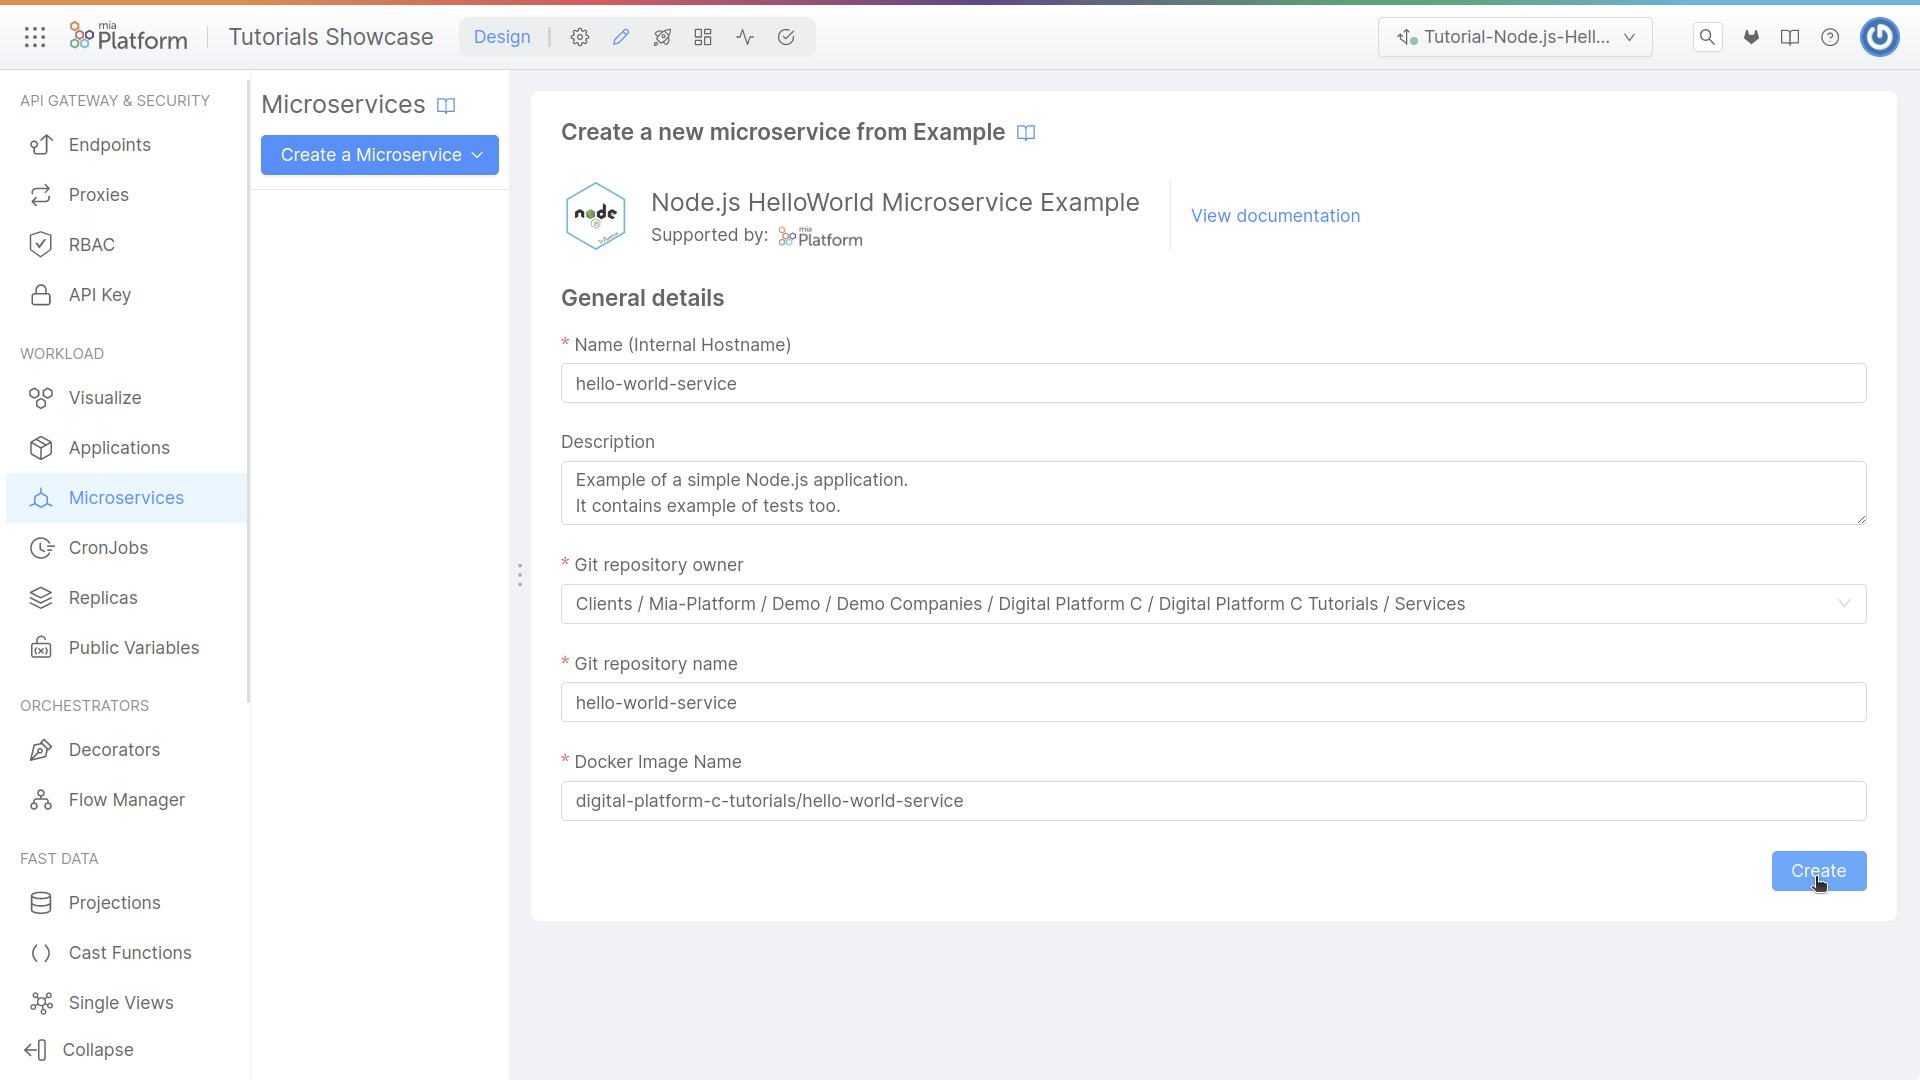 mia
Platform
Tutorials Showcase
Design
Tutorial-Node.js-Hell...
API GATEWAY & SECURITY
Endpoints
Proxies
RBAC
API Key
WORKLOAD
Visualize
Applications
Microservices
CronJobs
Replicas
Public Variables
ORCHESTRATORS
Decorators
Flow Manager
FAST DATA
Projections
Cast Functions
Single Views
Collapse
Microservices
Create a Microservice
Create a new microservice from Example
node
Node.js HelloWorld Microservice Example
Supported by: mia Platform
View documentation
General details
* Name (Internal Hostname)
hello-world-service
Description
Example of a simple Node.js application.
It contains example of tests too.
* Git repository owner
Clients / Mia-Platform / Demo / Demo Companies / Digital Platform C / Digital Platform C Tutorials / Services
* Git repository name
hello-world-service
* Docker Image Name
digital-platform-c-tutorials/hello-world-service
Create